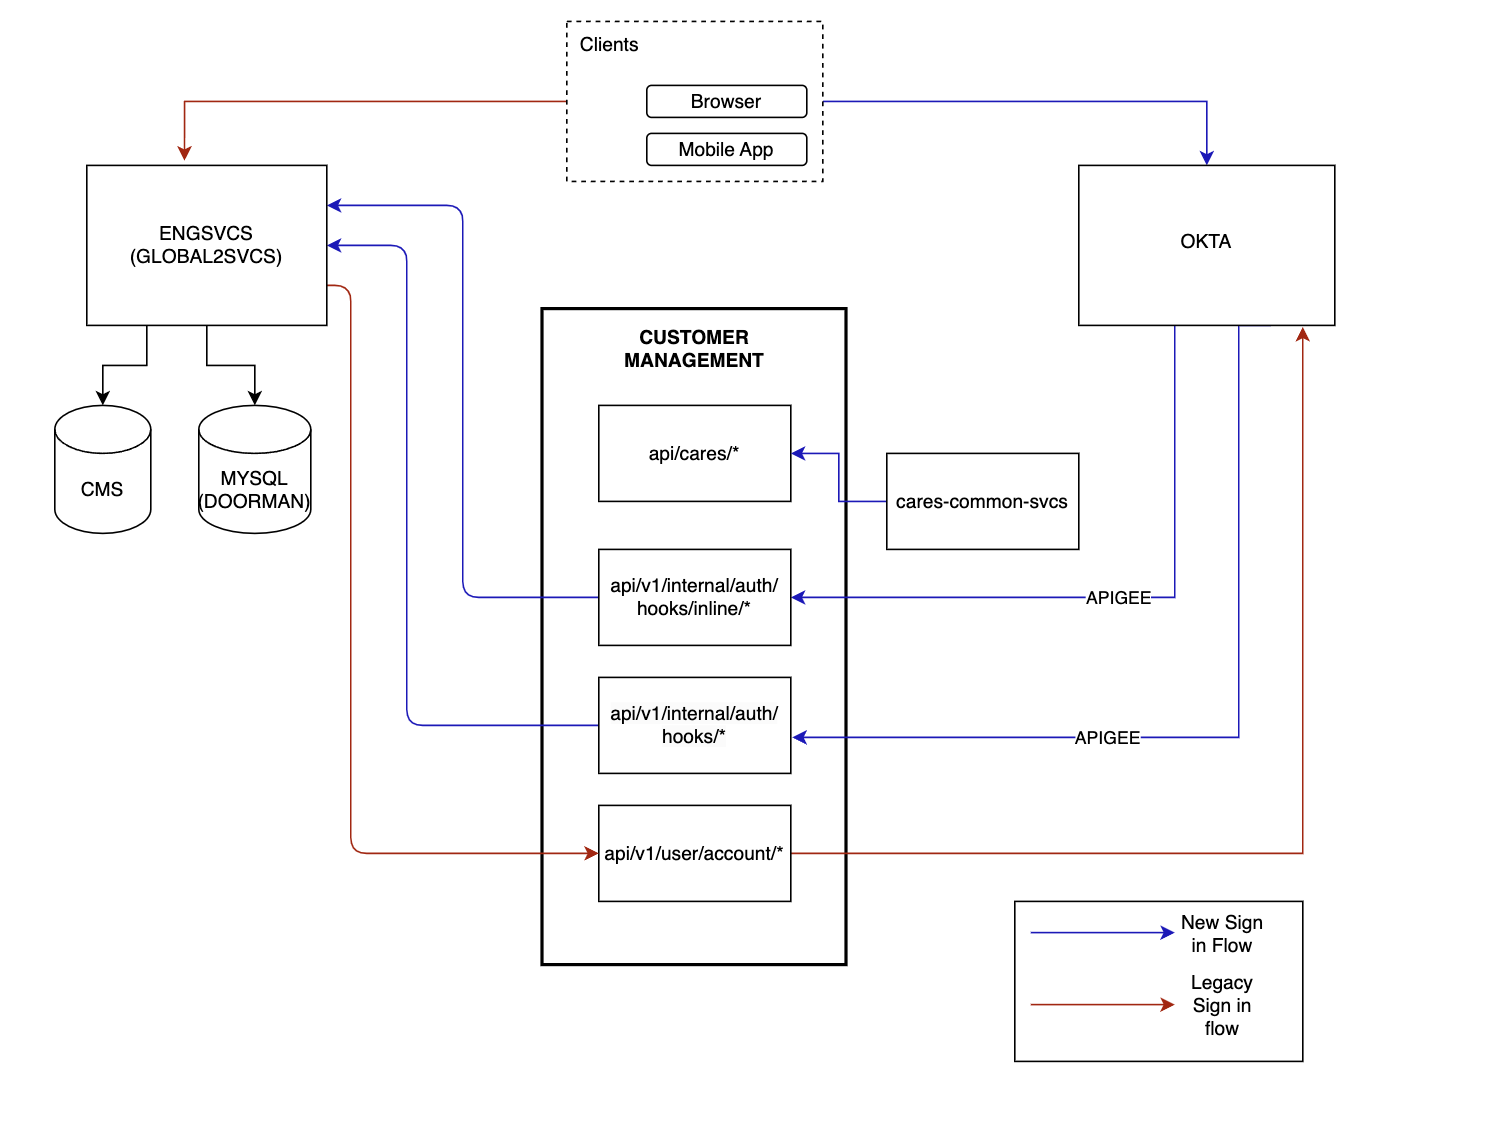 Clients
Browser
Mobile App
ENGSVCS
(GLOBAL2SVCS)
OKTA
CUSTOMER
MANAGEMENT
api/cares/*
cares-common-svcs
CMS
MYSQL
(DOORMAN)
api/v1/internal/auth/
hooks/inline/*
APIGEE
api/v1/internal/auth/
hooks/*
APIGEE
api/v1/user/account/*
New Sign
in Flow
Legacy
Sign in
flow